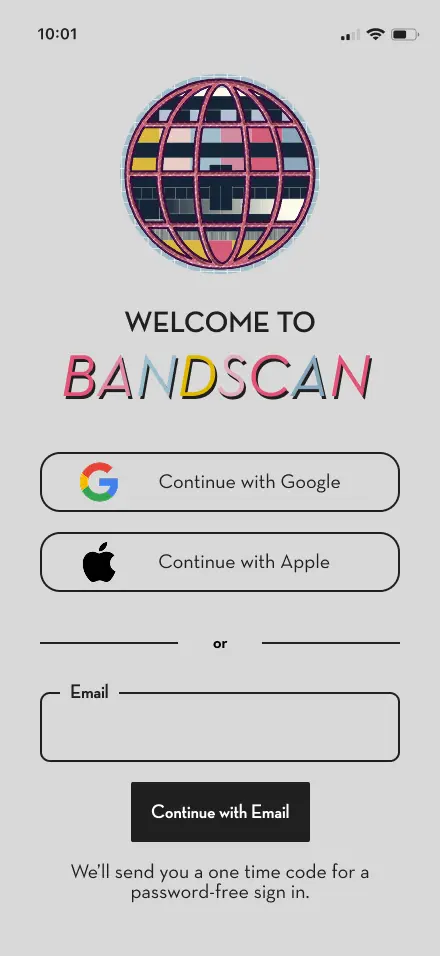 10:01
WELCOME TO
BANDSCAN
Continue with Google
Continue with Apple
or
Email
Continue with Email
We'll send you a one time code for a
password-free sign in.